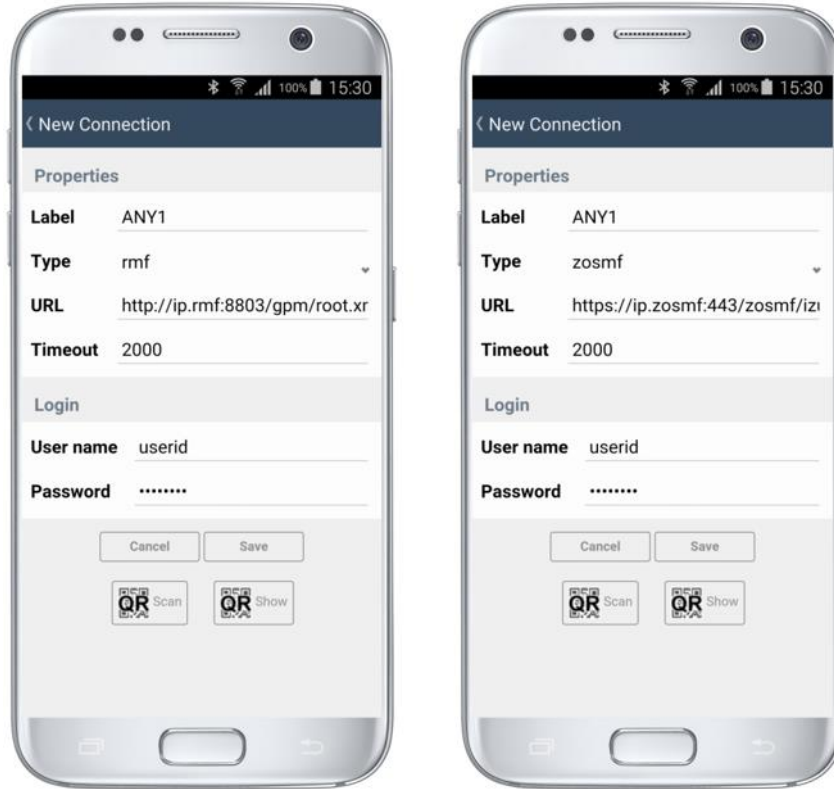 100% 15:30
New Connection
Properties
Label ANY1
Type rmf
URL http://ip.rmf:8803/gpm/root.xr
Timeout 2000
Login
User name userid
Password ••••••••
Cancel Save
QR Scan QR Show
100% 15:30
New Connection
Properties
Label ANY1
Type zosmf
URL https://ip.zosmf:443/zosmf/izu
Timeout 2000
Login
User name userid
Password ••••••••
Cancel Save
QR Scan QR Show